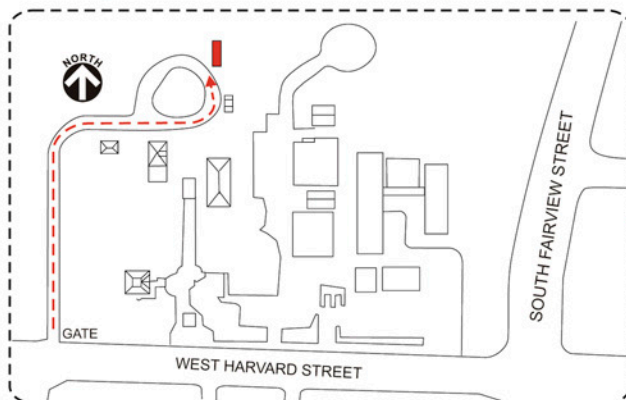 NORTH
SOUTH FAIRVIEW STREET
GATE
WEST HARVARD STREET